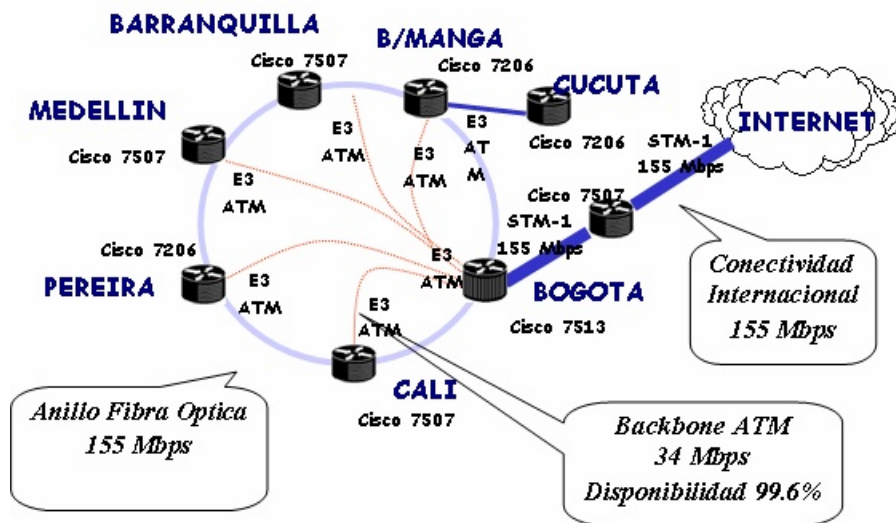 BARRANQUILLA
Cisco 7507
B/MANGA
Cisco 7206
CUCUTA
Cisco 7206
MEDELLIN
Cisco 7507
INTERNET
STM-1
155 Mbps
Cisco 7507
STM-1
155 Mbps
E3
ATM
E3
ATM
E3
AT
M
E3
ATM
Cisco 7206
PEREIRA
E3
ATM
E3
ATM
E3
ATM
BOGOTA
Cisco 7513
CALI
Cisco 7507
Conectividad
Internacional
155 Mbps
Anillo Fibra Optica
155 Mbps
Backbone ATM
34 Mbps
Disponibilidad 99.6%